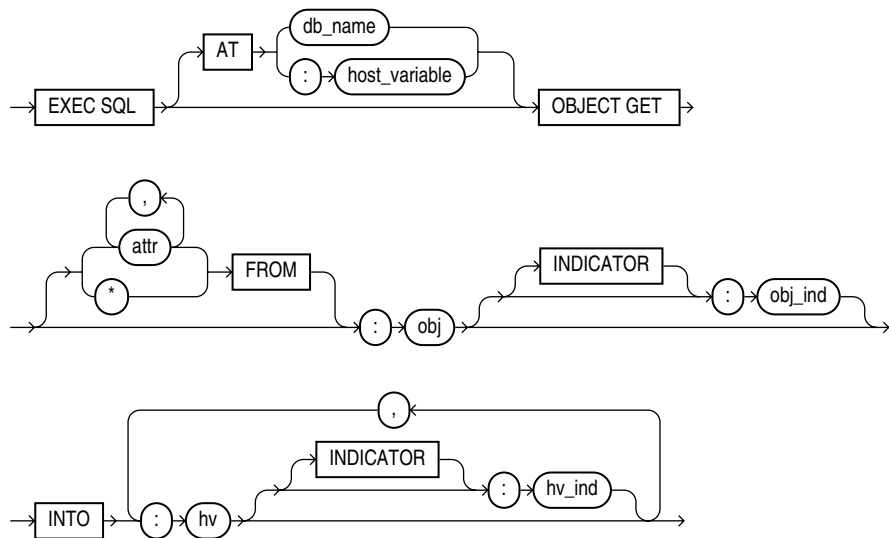 db_name
AT
: host_variable
EXEC SQL OBJECT GET
,
attr
* FROM INDICATOR
: obj : obj_ind
,
INDICATOR
INTO : hv : hv_ind